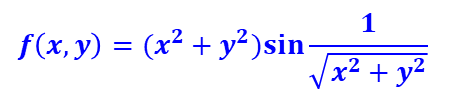 f(x, y) = (x² + y²)sin 1/√(x² + y²)